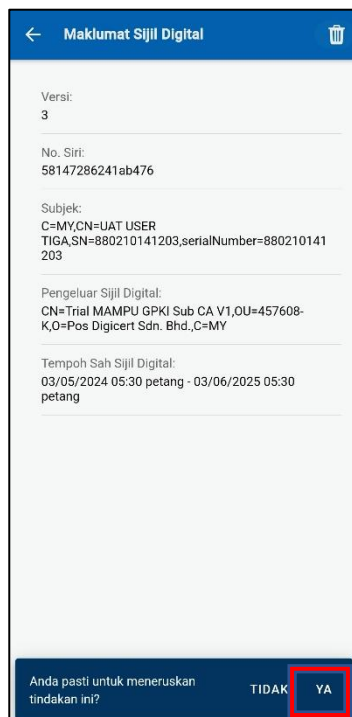 Maklumat Sijil Digital
Versi:
3
No. Siri:
58147286241ab476
Subjek:
C=MY,CN=UAT USER
TIGA,SN=880210141203,serialNumber=880210141
203
Pengeluar Sijil Digital:
CN=Trial MAMPU GPKI Sub CA V1,OU=457608-
K,O=Pos Digicert Sdn. Bhd.,C=MY
Tempoh Sah Sijil Digital:
03/05/2024 05:30 petang - 03/06/2025 05:30
petang
Anda pasti untuk meneruskan
tindakan ini?
TIDAK
YA